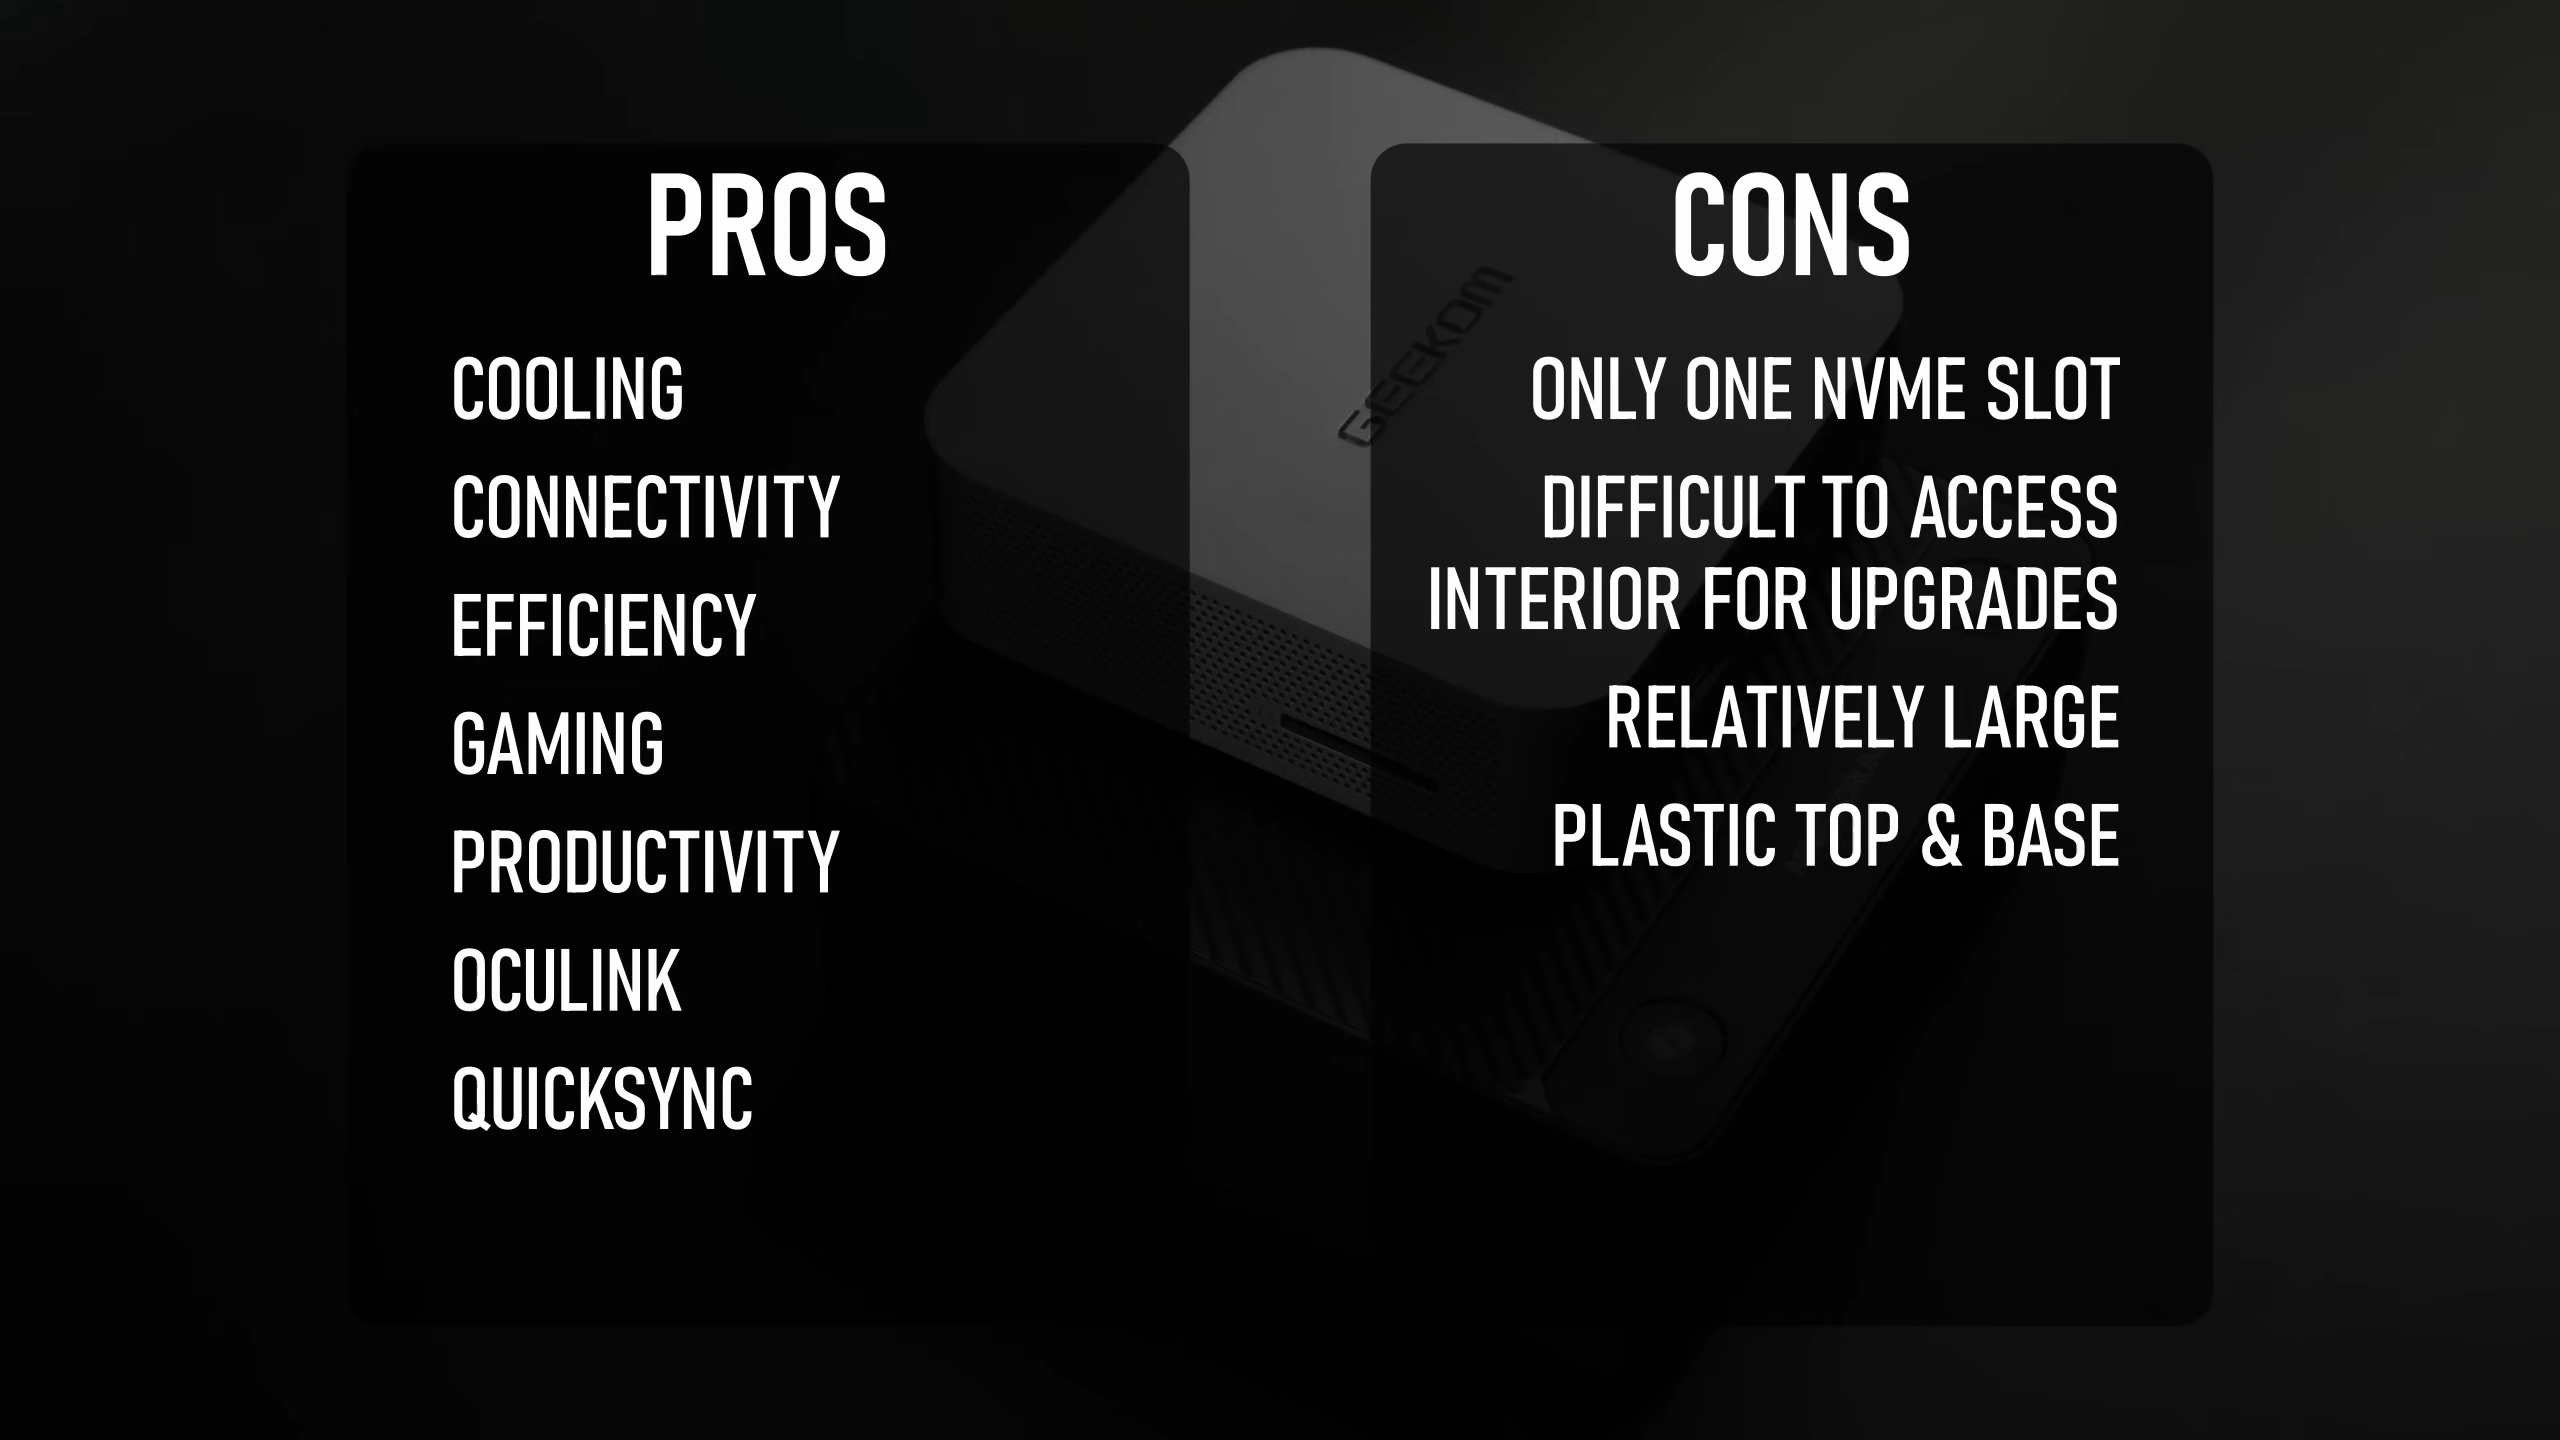 PROS
COOLING
CONNECTIVITY
EFFICIENCY
GAMING
PRODUCTIVITY
OCULINK
QUICKSYNC
CONS
ONLY ONE NVME SLOT
DIFFICULT TO ACCESS
INTERIOR FOR UPGRADES
RELATIVELY LARGE
PLASTIC TOP & BASE
GEEKOM